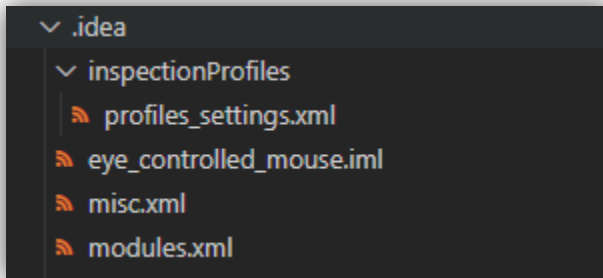 .idea
inspectionProfiles
profiles_settings.xml
eye_controlled_mouse.iml
misc.xml
modules.xml